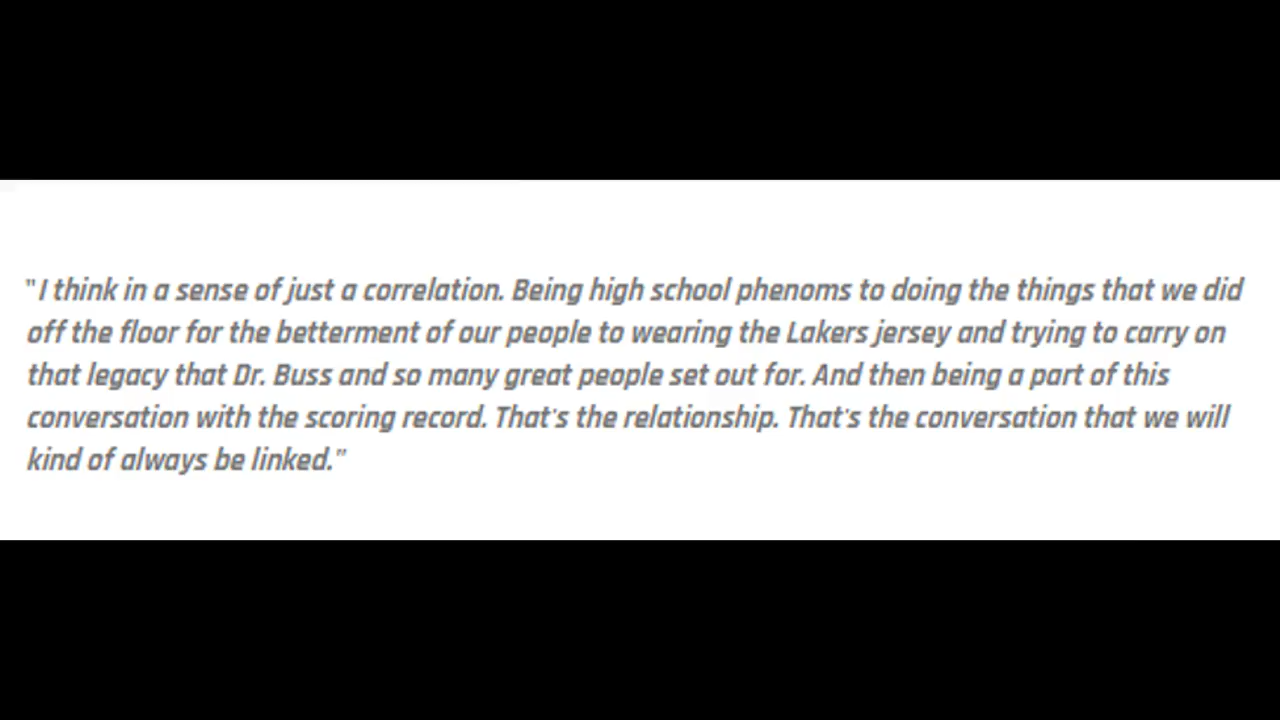 "I think in a sense of just a correlation. Being high school phenoms to doing the things that we did
off the floor for the betterment of our people to wearing the Lakers jersey and trying to carry on
that legacy that Dr. Buss and so many great people set out for. And then being a part of this
conversation with the scoring record. That's the relationship. That's the conversation that we will
kind of always be linked."